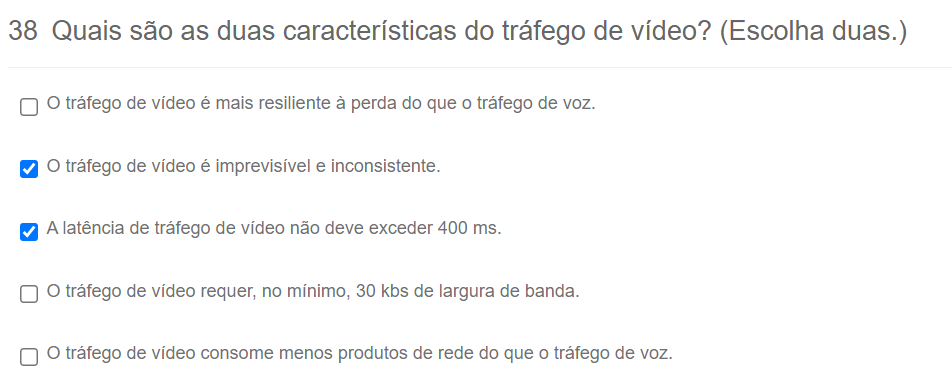 38 Quais são as duas características do tráfego de vídeo? (Escolha duas.)
O tráfego de vídeo é mais resiliente à perda do que o tráfego de voz.
O tráfego de vídeo é imprevisível e inconsistente.
A latência de tráfego de vídeo não deve exceder 400 ms.
O tráfego de vídeo requer, no mínimo, 30 kbs de largura de banda.
O tráfego de vídeo consome menos produtos de rede do que o tráfego de voz.